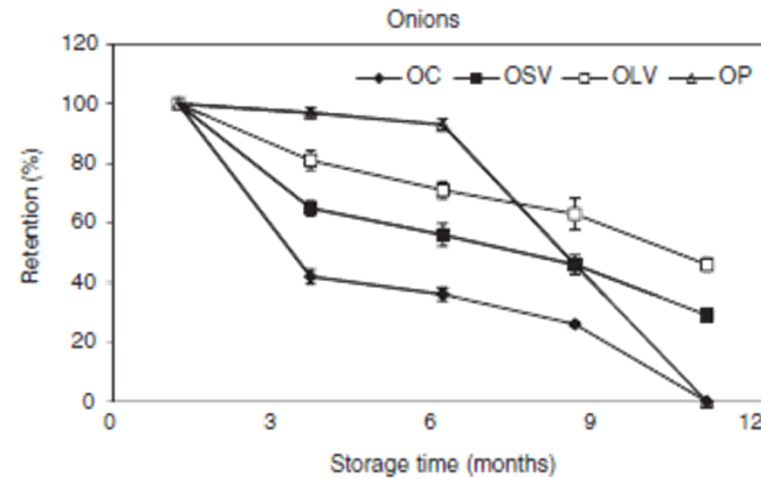 Onions
120
OC OSV OLV OP
100
80
60
40
20
0
0 3 6 9 12
Retention (%)
Storage time (months)